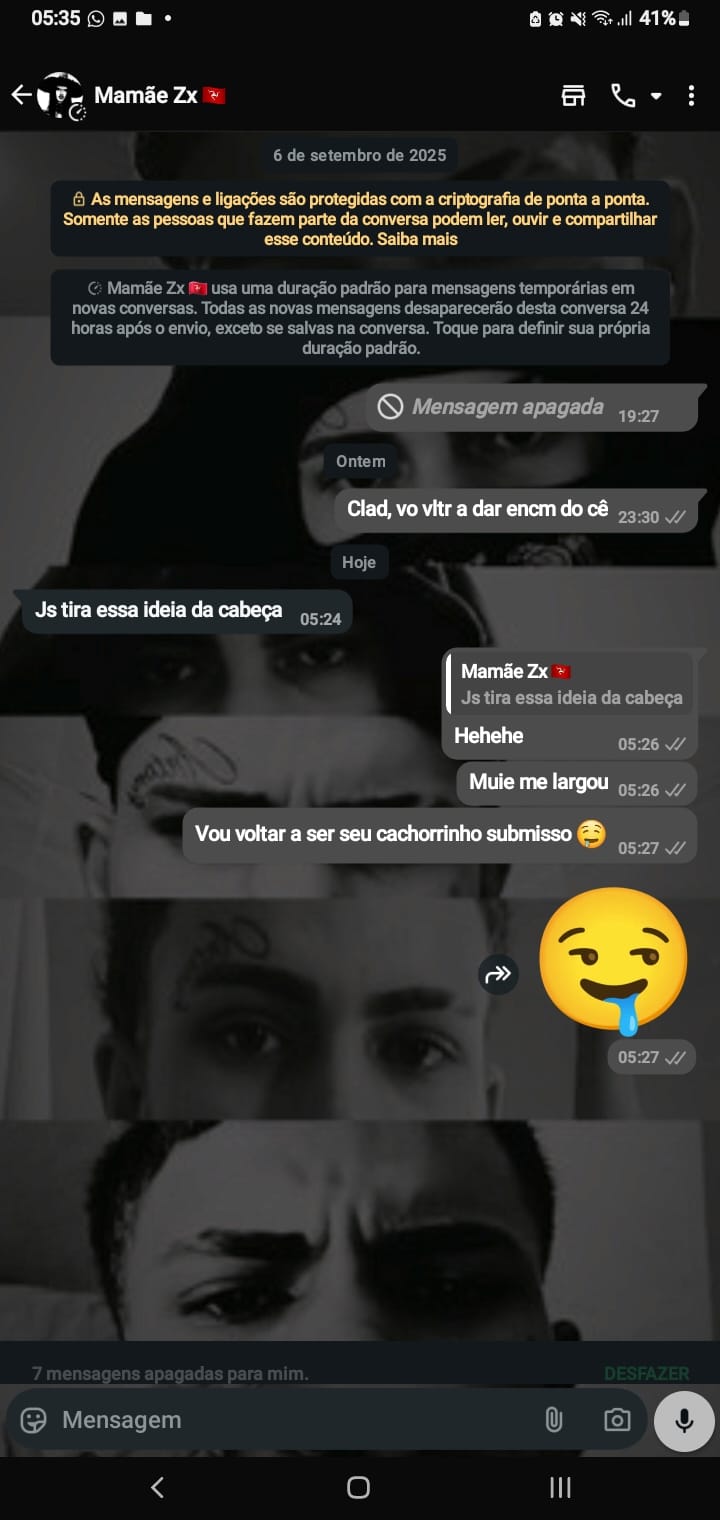 05:35
41%
Mamãe Zx
6 de setembro de 2025
As mensagens e ligações são protegidas com a criptografia de ponta a ponta.
Somente as pessoas que fazem parte da conversa podem ler, ouvir e compartilhar
esse conteúdo. Saiba mais
Mamãe Zx usa uma duração padrão para mensagens temporárias em
novas conversas. Todas as novas mensagens desaparecerão desta conversa 24
horas após o envio, exceto se salvas na conversa. Toque para definir sua própria
duração padrão.
Mensagem apagada 19:27
Ontem
Clad, vo vltr a dar encm do cê 23:30
Hoje
Js tira essa ideia da cabeça 05:24
Mamãe Zx
Js tira essa ideia da cabeça
Hehehe 05:26
Muie me largou 05:26
Vou voltar a ser seu cachorrinho submisso 🤤 05:27
🤤
05:27
7 mensagens apagadas para mim. DESFAZER
Mensagem